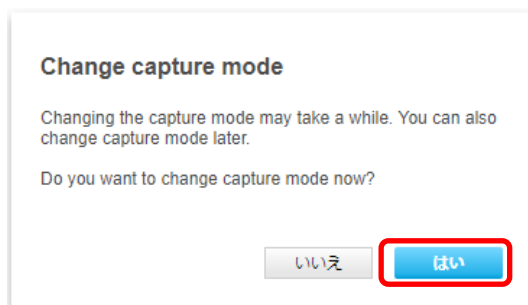 Change capture mode
Changing the capture mode may take a while. You can also
change capture mode later.
Do you want to change capture mode now?
いいえ
はい